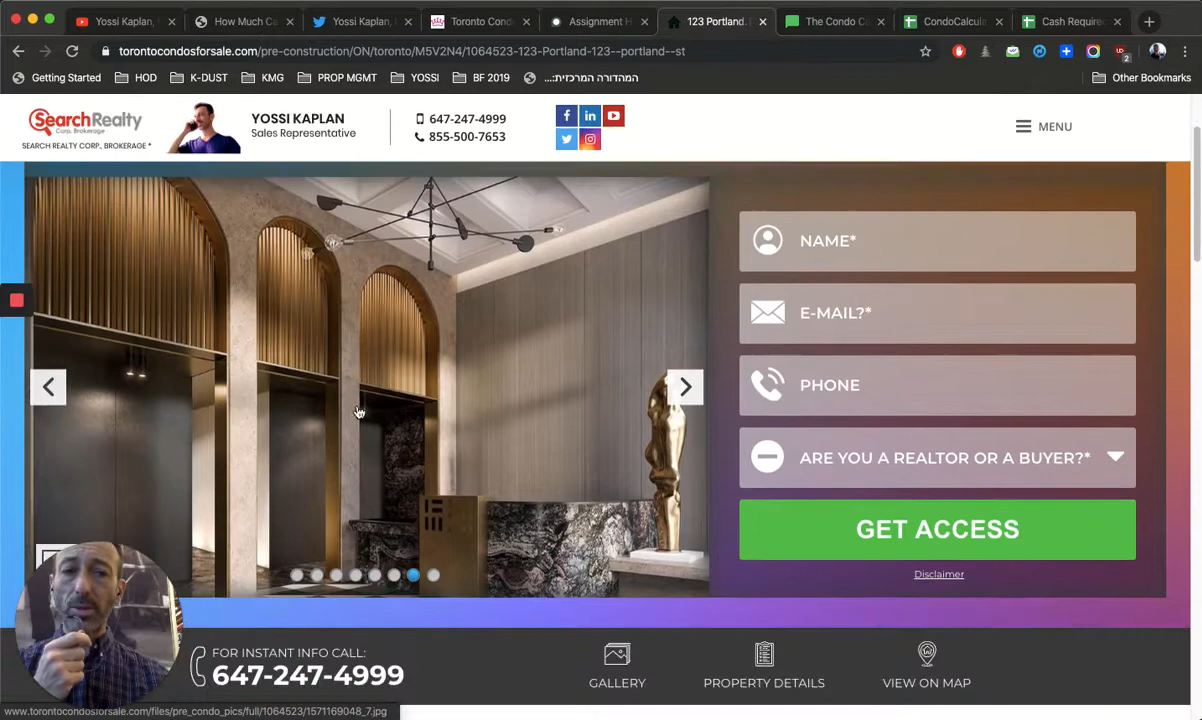 Yossi Kaplan,
How Much Ca
Yossi Kaplan,
Toronto Cond
Assignment H
123 Portland.
The Condo C
CondoCalcula
Cash Require
torontocondosforsale.com/pre-construction/ON/toronto/M5V2N4/1064523-123-Portland-123--portland--st
Getting Started
HOD
K-DUST
KMG
PROP MGMT
YOSSI
BF 2019
המהדורה המרכזית:...
Other Bookmarks
SearchRealty
Corp. Brokerage
SEARCH REALTY CORP., BROKERAGE *
YOSSI KAPLAN
Sales Representative
647-247-4999
855-500-7653
MENU
NAME*
E-MAIL?*
PHONE
ARE YOU A REALTOR OR A BUYER?*
GET ACCESS
Disclaimer
FOR INSTANT INFO CALL:
647-247-4999
GALLERY
PROPERTY DETAILS
VIEW ON MAP
www.torontocondosforsale.com/files/pre_condo_pics/full/1064523/1571169048_7.jpg